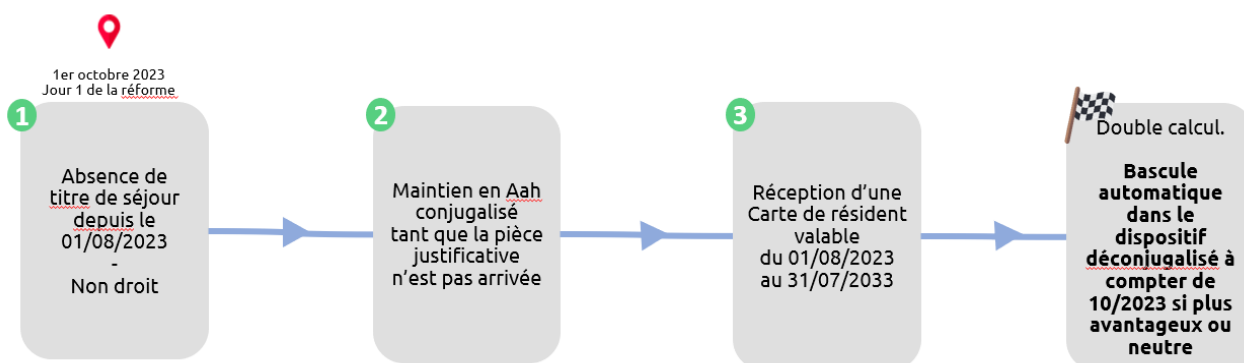 1er octobre 2023
Jour 1 de la réforme
1
Absence de
titre de séjour
depuis le
01/08/2023
-
Non droit
2
Maintien en Aah
conjugalisé
tant que la pièce
justificative
n'est pas arrivée
3
Réception d'une
Carte de résident
valable
du 01/08/2023
au 31/07/2033
Double calcul.
Bascule
automatique
dans le
dispositif
déconjugalisé à
compter de
10/2023 si plus
avantageux ou
neutre